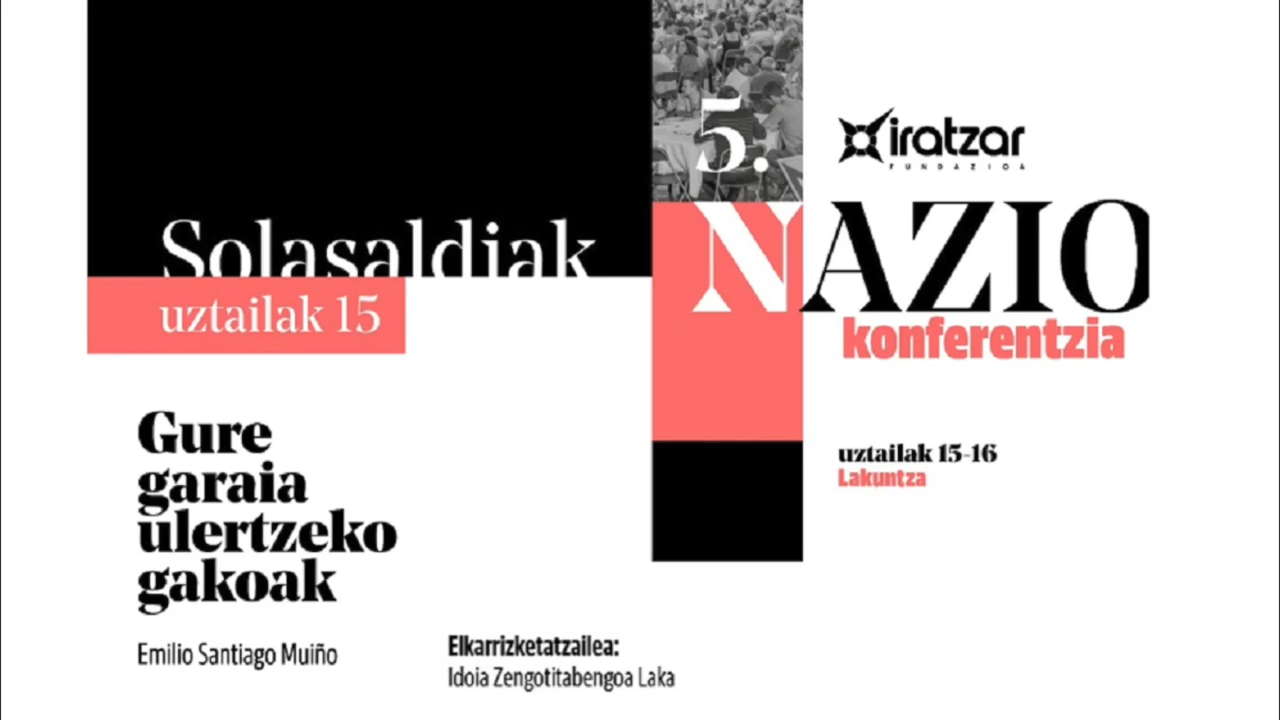 Solasaldiak
uztailak 15
Gure
garaia
ulertzeko
gakoak
Emilio Santiago Muiño
Elkarrizketatzailea:
Idoia Zengotitabengoa Laka
5.
iratzar
FUNDAZIOA
NAZIO
konferentzia
uztailak 15-16
Lakuntza